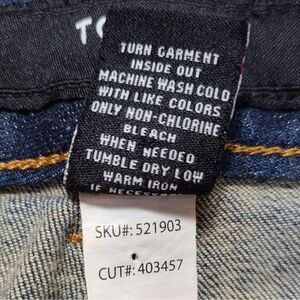 TURN GARMENT
INSIDE OUT
MACHINE WASH COLD
WITH LIKE COLORS
ONLY NON-CHLORINE
BLEACH
WHEN NEEDED
TUMBLE DRY LOW
WARM IRON
IF
SKU#: 521903
CUT#: 403457